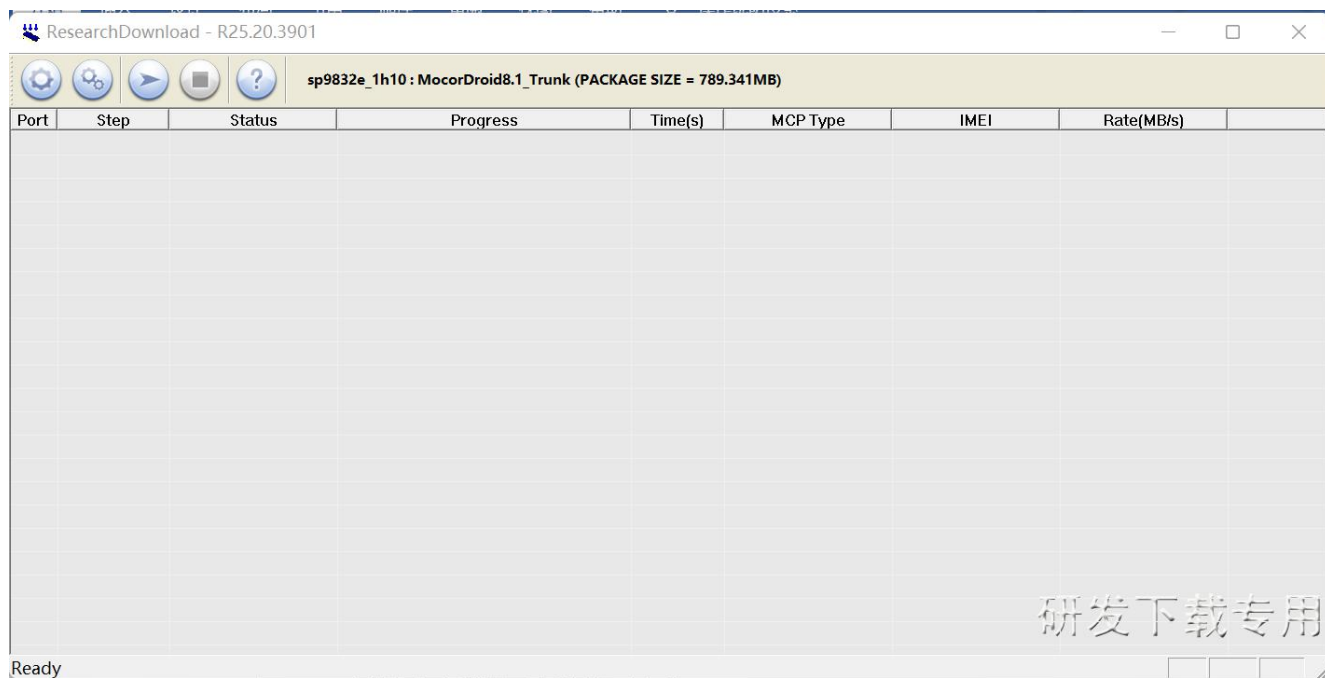 ResearchDownload - R25.20.3901
sp9832e_1h10 : MocorDroid8.1_Trunk (PACKAGE SIZE = 789.341MB)
Port Step Status Progress Time(s) MCP Type IMEI Rate(MB/s)
研发下载专用
Ready